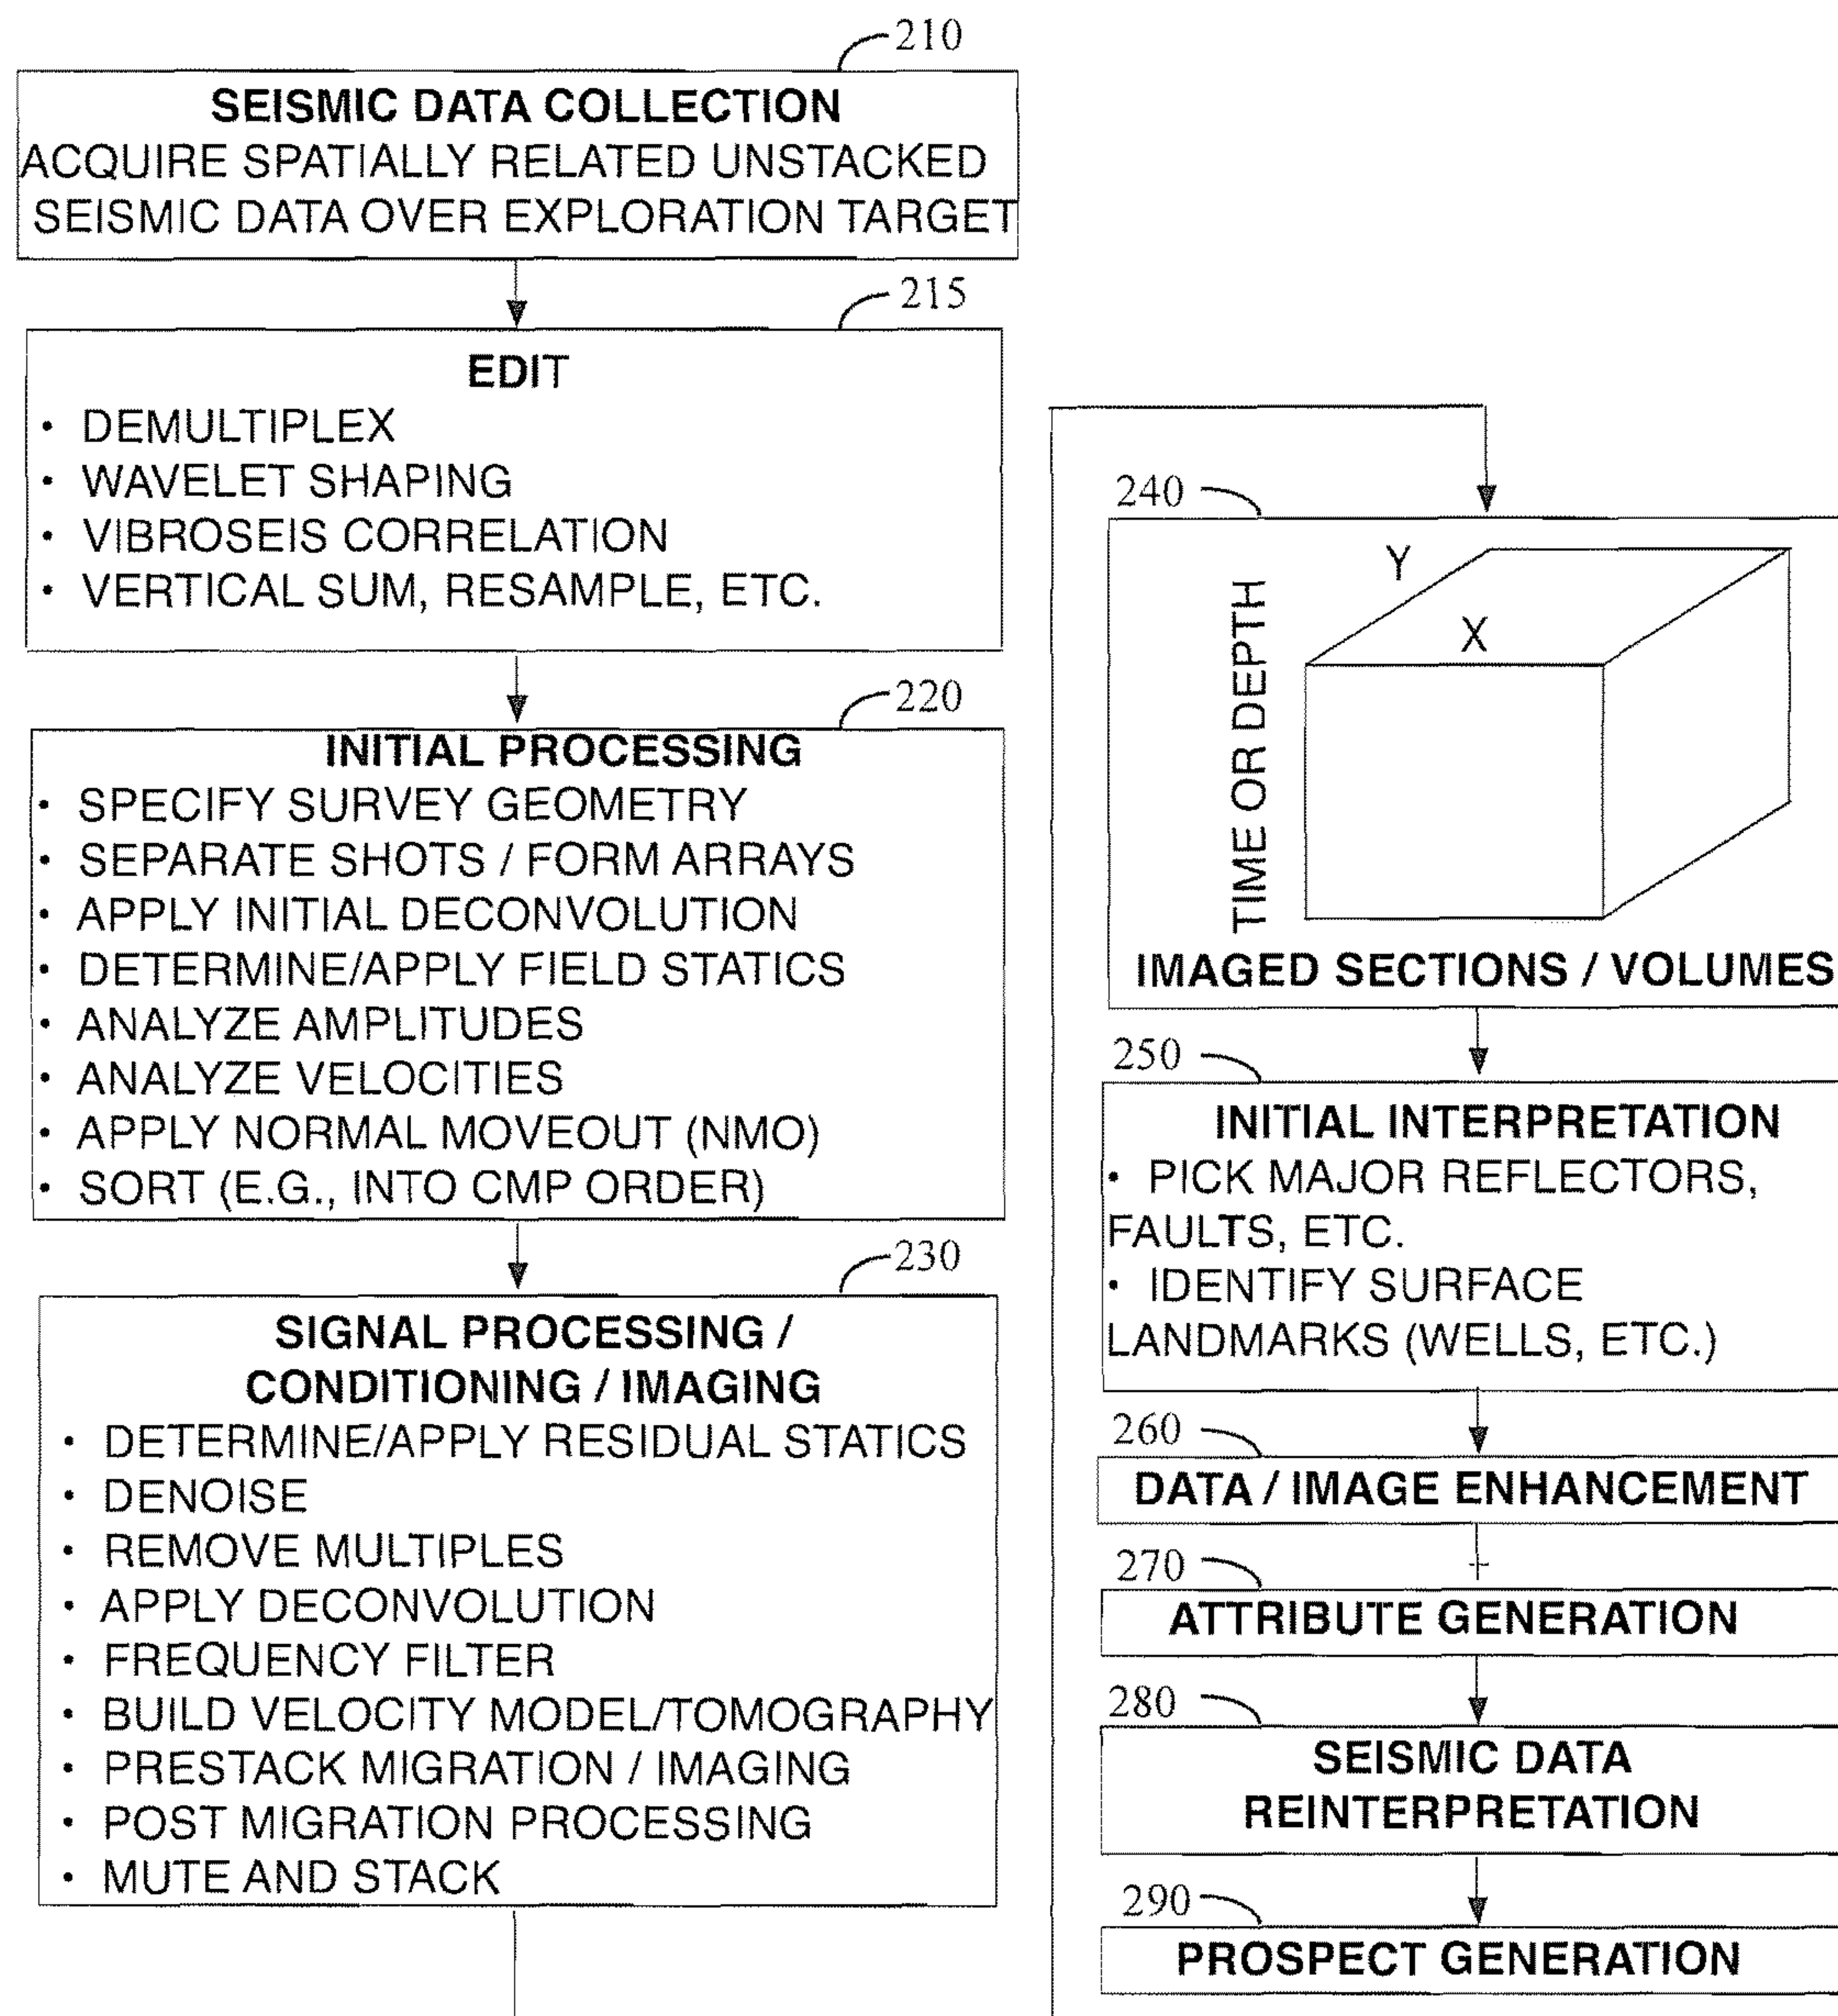 210
SEISMIC DATA COLLECTION
ACQUIRE SPATIALLY RELATED UNSTACKED
SEISMIC DATA OVER EXPLORATION TARGET
215
EDIT
• DEMULTIPLEX
• WAVELET SHAPING
• VIBROSEIS CORRELATION
• VERTICAL SUM, RESAMPLE, ETC.
220
INITIAL PROCESSING
• SPECIFY SURVEY GEOMETRY
• SEPARATE SHOTS / FORM ARRAYS
• APPLY INITIAL DECONVOLUTION
• DETERMINE/APPLY FIELD STATICS
• ANALYZE AMPLITUDES
• ANALYZE VELOCITIES
• APPLY NORMAL MOVEOUT (NMO)
• SORT (E.G., INTO CMP ORDER)
230
SIGNAL PROCESSING /
CONDITIONING / IMAGING
• DETERMINE/APPLY RESIDUAL STATICS
• DENOISE
• REMOVE MULTIPLES
• APPLY DECONVOLUTION
• FREQUENCY FILTER
• BUILD VELOCITY MODEL/TOMOGRAPHY
• PRESTACK MIGRATION / IMAGING
• POST MIGRATION PROCESSING
• MUTE AND STACK
240
Y
X
TIME OR DEPTH
IMAGED SECTIONS / VOLUMES
250
INITIAL INTERPRETATION
• PICK MAJOR REFLECTORS,
FAULTS, ETC.
• IDENTIFY SURFACE
LANDMARKS (WELLS, ETC.)
260
DATA / IMAGE ENHANCEMENT
270
ATTRIBUTE GENERATION
280
SEISMIC DATA
REINTERPRETATION
290
PROSPECT GENERATION